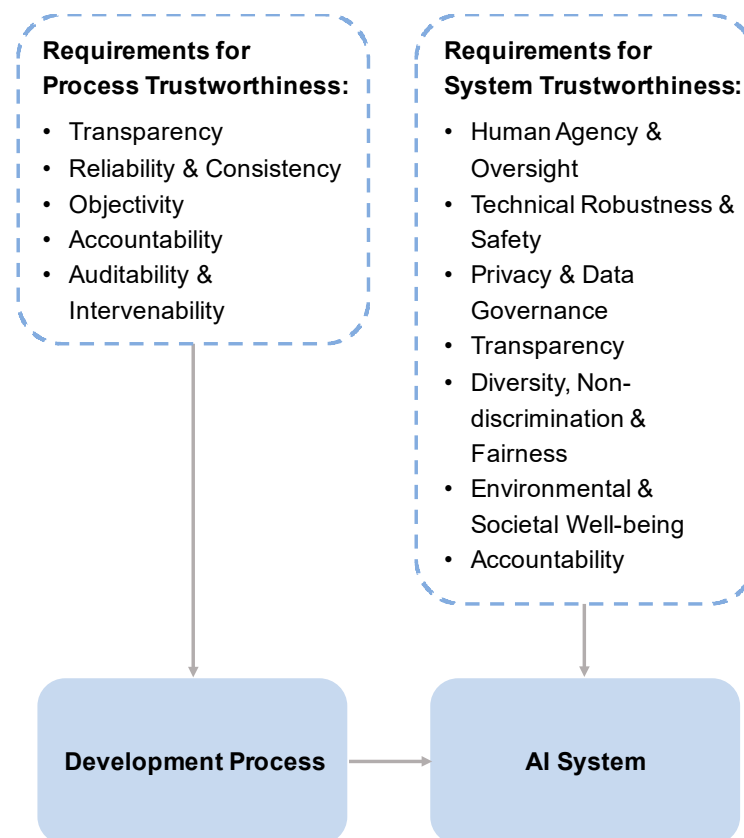 Requirements for
Process Trustworthiness:
• Transparency
• Reliability & Consistency
• Objectivity
• Accountability
• Auditability &
Intervenability
Requirements for
System Trustworthiness:
• Human Agency &
Oversight
• Technical Robustness &
Safety
• Privacy & Data
Governance
• Transparency
• Diversity, Non-
discrimination &
Fairness
• Environmental &
Societal Well-being
• Accountability
Development Process
AI System